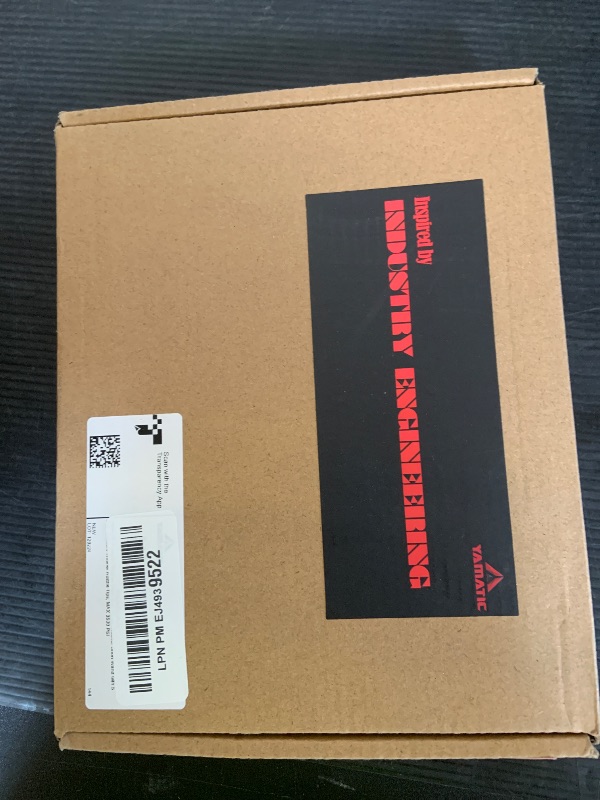 Inspired by
INDUSTRY ENGINEERING
YAMATIC
Scan with the
Transparency App
LPN PM EJ4939522